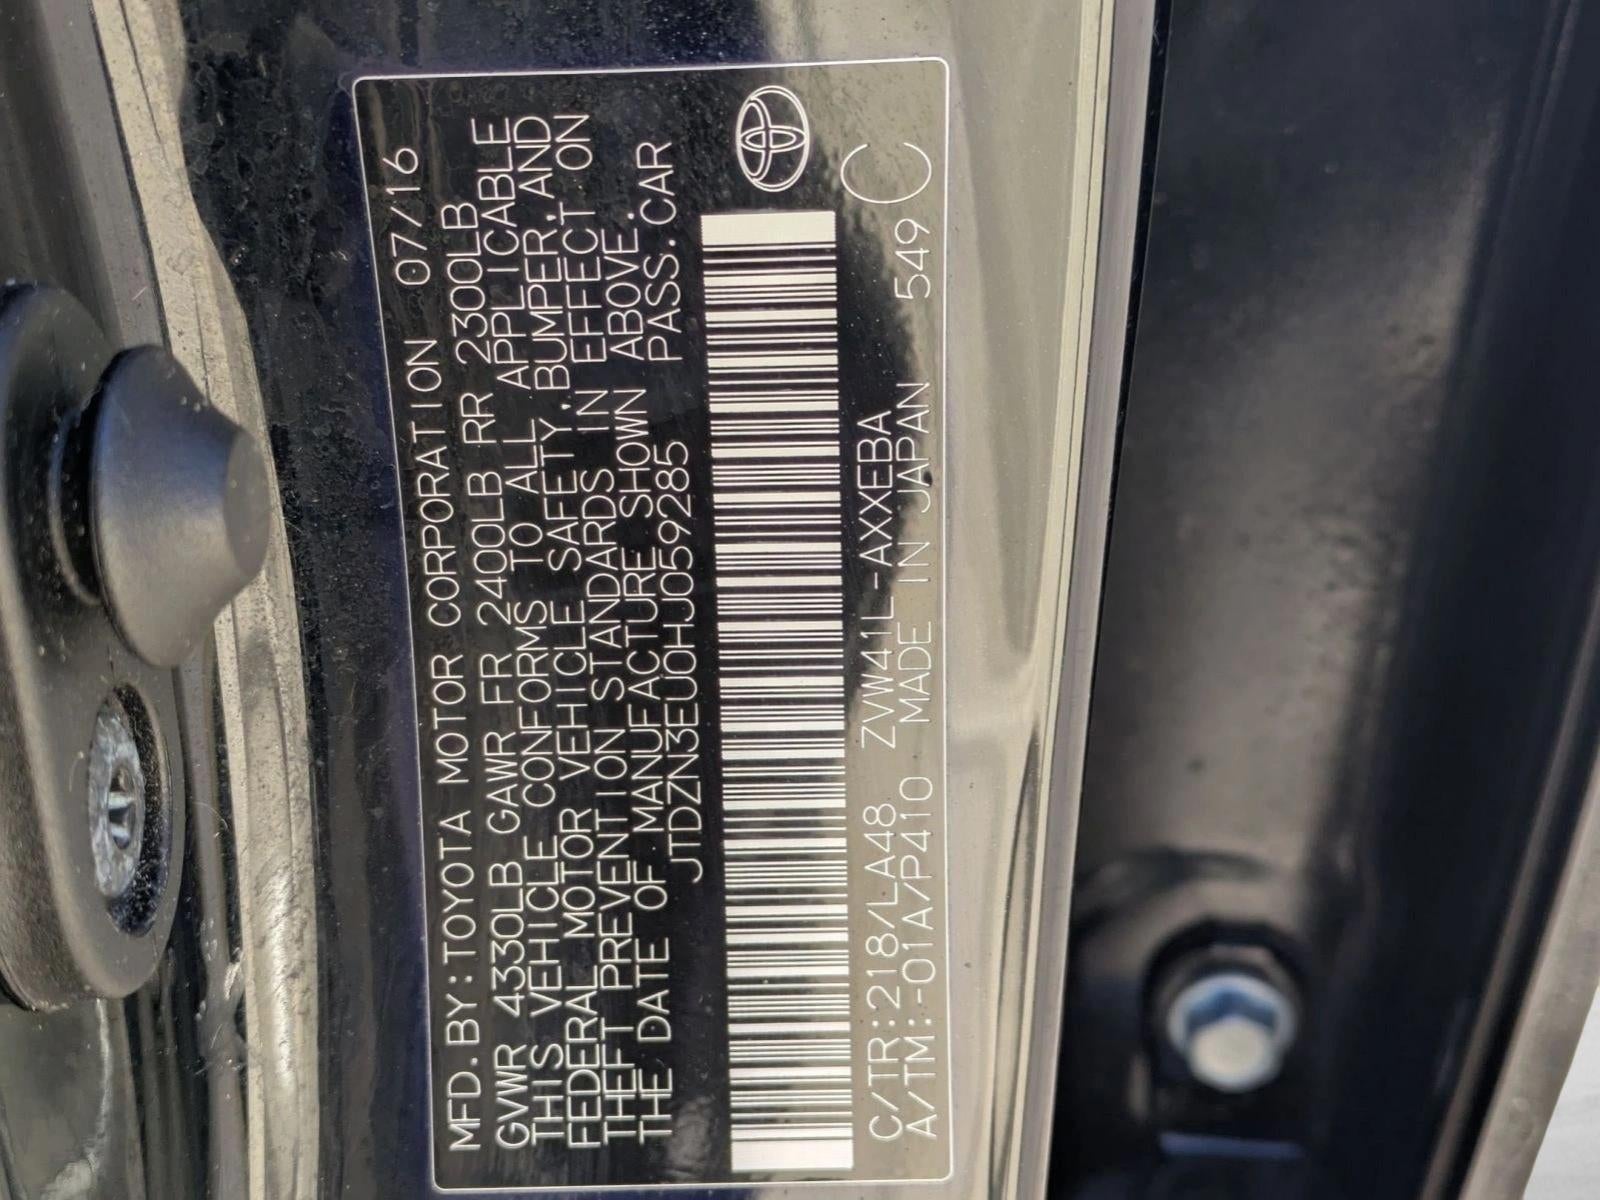 MFD.BY:TOYOTA MOTOR CORPORATION 07/16
GVWR 4330LB GAWR FR 2400LB RR 2300LB
THIS VEHICLE CONFORMS TO ALL APPLICABLE
FEDERAL MOTOR VEHICLE SAFETY,BUMPER,AND
THEFT PREVENTION STANDARDS IN EFFECT ON
THE DATE OF MANUFACTURE SHOWN ABOVE.
JTDZN3EU0HJ059285 PASS.CAR
C/TR:218/LA48 ZVW41L-AXXEBA
A/TM:-01A/P410 MADE IN JAPAN 549
C